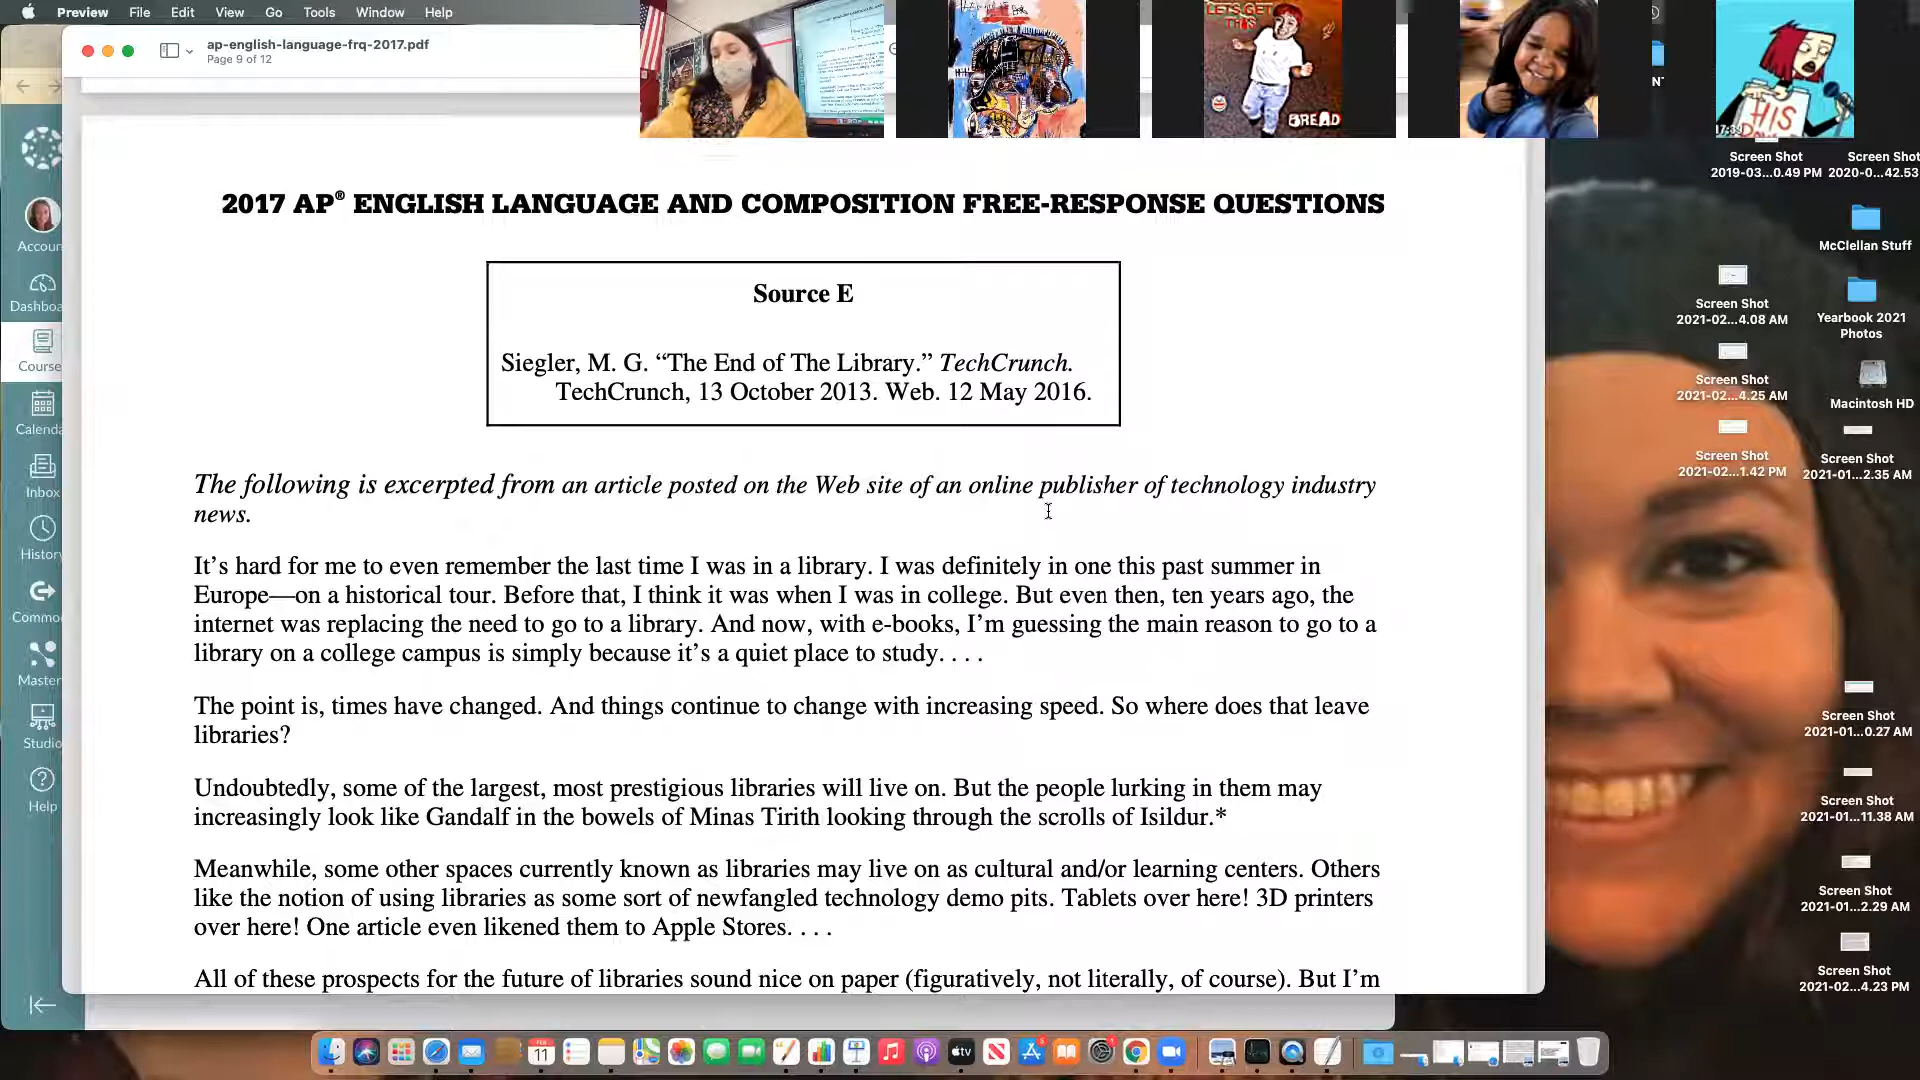 Preview File Edit View Go Tools Window Help
ap-english-language-frq-2017.pdf
Page 9 of 12
LETS GET
THIS
BREAD
HIS
2017 AP® ENGLISH LANGUAGE AND COMPOSITION FREE-RESPONSE QUESTIONS
Source E
Siegler, M. G. “The End of The Library.” TechCrunch.
TechCrunch, 13 October 2013. Web. 12 May 2016.
The following is excerpted from an article posted on the Web site of an online publisher of technology industry
news.
It’s hard for me to even remember the last time I was in a library. I was definitely in one this past summer in
Europe—on a historical tour. Before that, I think it was when I was in college. But even then, ten years ago, the
internet was replacing the need to go to a library. And now, with e-books, I’m guessing the main reason to go to a
library on a college campus is simply because it’s a quiet place to study. . . .
The point is, times have changed. And things continue to change with increasing speed. So where does that leave
libraries?
Undoubtedly, some of the largest, most prestigious libraries will live on. But the people lurking in them may
increasingly look like Gandalf in the bowels of Minas Tirith looking through the scrolls of Isildur.*
Meanwhile, some other spaces currently known as libraries may live on as cultural and/or learning centers. Others
like the notion of using libraries as some sort of newfangled technology demo pits. Tablets over here! 3D printers
over here! One article even likened them to Apple Stores. . . .
All of these prospects for the future of libraries sound nice on paper (figuratively, not literally, of course). But I’m
Accoun
Dashboa
Course
Calenda
Inbox
History
Commo
Master
Studio
Help
Screen Shot
2019-03...0.49 PM
Screen Shot
2020-0...42.53
McClellan Stuff
Screen Shot
2021-02...4.08 AM
Yearbook 2021
Photos
Screen Shot
2021-02...4.25 AM
Macintosh HD
Screen Shot
2021-02...1.42 PM
Screen Shot
2021-01...2.35 AM
Screen Shot
2021-01...0.27 AM
Screen Shot
2021-01...11.38 AM
Screen Shot
2021-01...2.29 AM
Screen Shot
2021-02...4.23 PM
FEB
11
tv